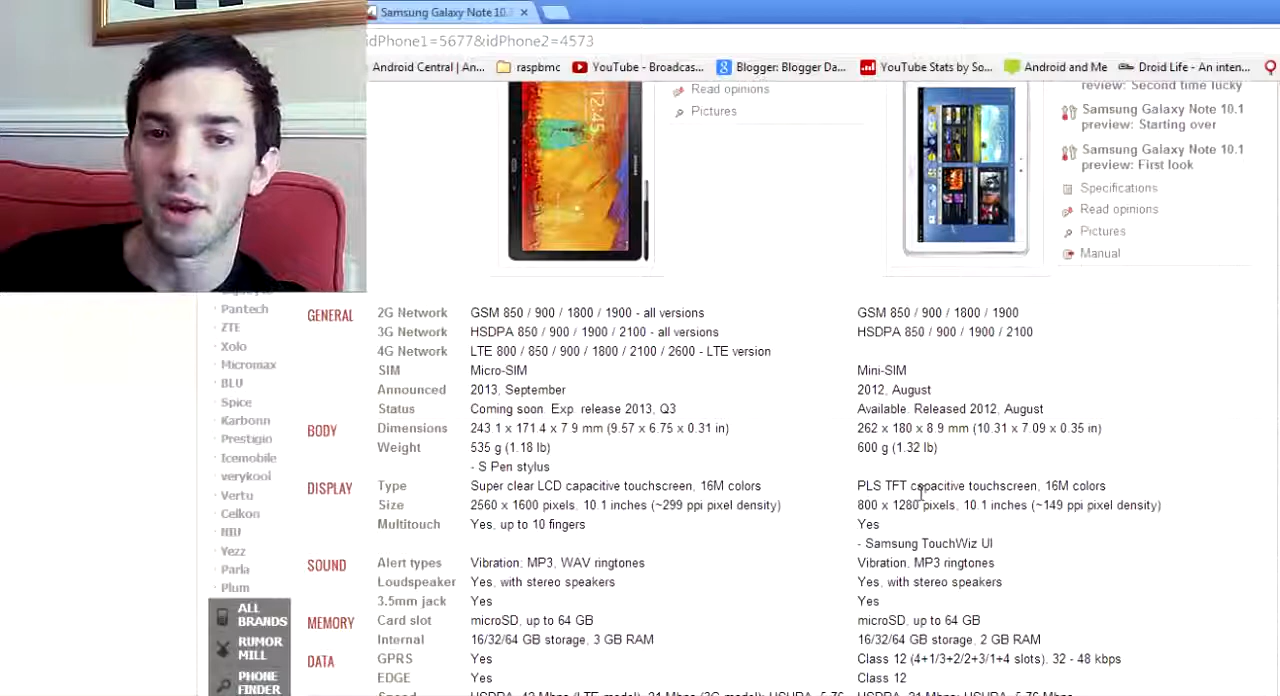 Samsung Galaxy Note 10.1 ×
idPhone1=5677&idPhone2=4573
Android Central | An... raspbmc YouTube - Broadcas... Blogger: Blogger Da... YouTube Stats by So... Android and Me Droid Life - An inten...
Read opinions
Pictures
12:45
SAMSUNG
preview: Second time lucky
Samsung Galaxy Note 10.1
preview: Starting over
Samsung Galaxy Note 10.1
preview: First look
Specifications
Read opinions
Pictures
Manual
Pantech
ZTE
Xolo
Micromax
BLU
Spice
Karbonn
Prestigio
Icemobile
verykool
Vertu
Celkon
NIU
Yezz
Parla
Plum
ALL
BRANDS
RUMOR
MILL
PHONE
FINDER
GENERAL 2G Network GSM 850 / 900 / 1800 / 1900 - all versions GSM 850 / 900 / 1800 / 1900
3G Network HSDPA 850 / 900 / 1900 / 2100 - all versions HSDPA 850 / 900 / 1900 / 2100
4G Network LTE 800 / 850 / 900 / 1800 / 2100 / 2600 - LTE version
SIM Micro-SIM Mini-SIM
Announced 2013, September 2012, August
Status Coming soon. Exp. release 2013, Q3 Available. Released 2012, August
BODY Dimensions 243.1 x 171.4 x 7.9 mm (9.57 x 6.75 x 0.31 in) 262 x 180 x 8.9 mm (10.31 x 7.09 x 0.35 in)
Weight 535 g (1.18 lb) 600 g (1.32 lb)
- S Pen stylus
DISPLAY Type Super clear LCD capacitive touchscreen, 16M colors PLS TFT capacitive touchscreen, 16M colors
Size 2560 x 1600 pixels, 10.1 inches (~299 ppi pixel density) 800 x 1280 pixels, 10.1 inches (~149 ppi pixel density)
Multitouch Yes, up to 10 fingers Yes
- Samsung TouchWiz UI
SOUND Alert types Vibration; MP3, WAV ringtones Vibration; MP3 ringtones
Loudspeaker Yes, with stereo speakers Yes, with stereo speakers
3.5mm jack Yes Yes
MEMORY Card slot microSD, up to 64 GB microSD, up to 64 GB
Internal 16/32/64 GB storage, 3 GB RAM 16/32/64 GB storage, 2 GB RAM
DATA GPRS Yes Class 12 (4+1/3+2/2+3/1+4 slots), 32 - 48 kbps
EDGE Yes Class 12